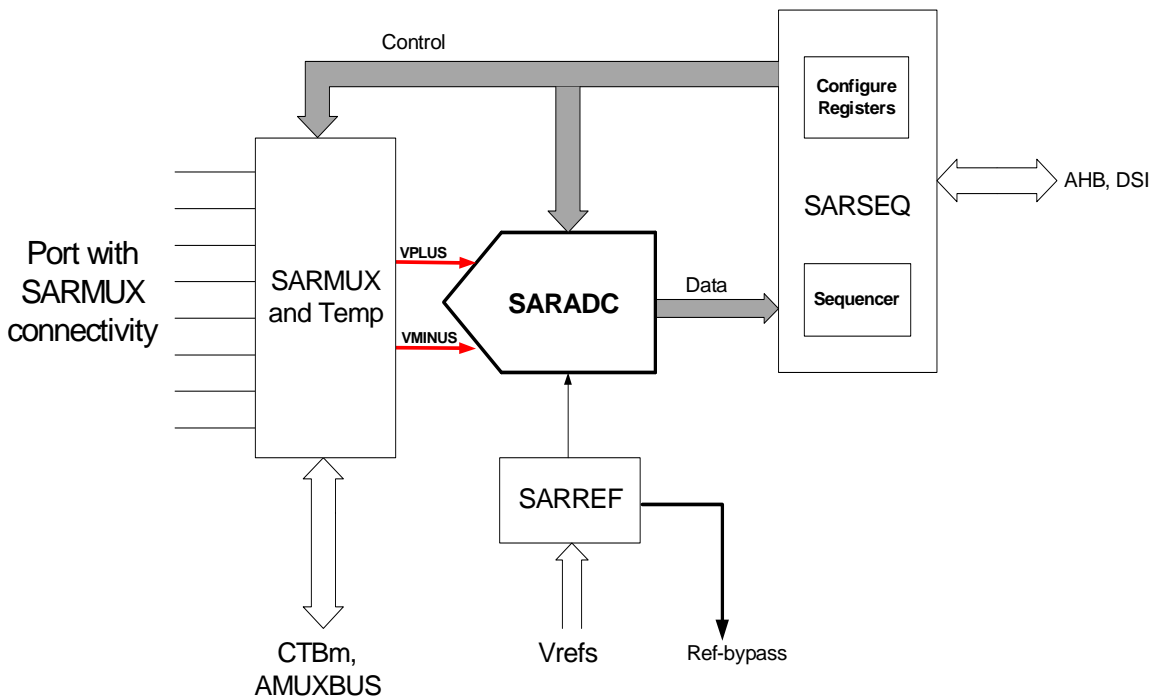 Control
Configure
Registers
SARSEQ
Sequencer
AHB, DSI
Port with
SARMUX
connectivity
SARMUX
and Temp
VPLUS
VMINUS
SARADC
Data
SARREF
CTBm,
AMUXBUS
Vrefs
Ref-bypass